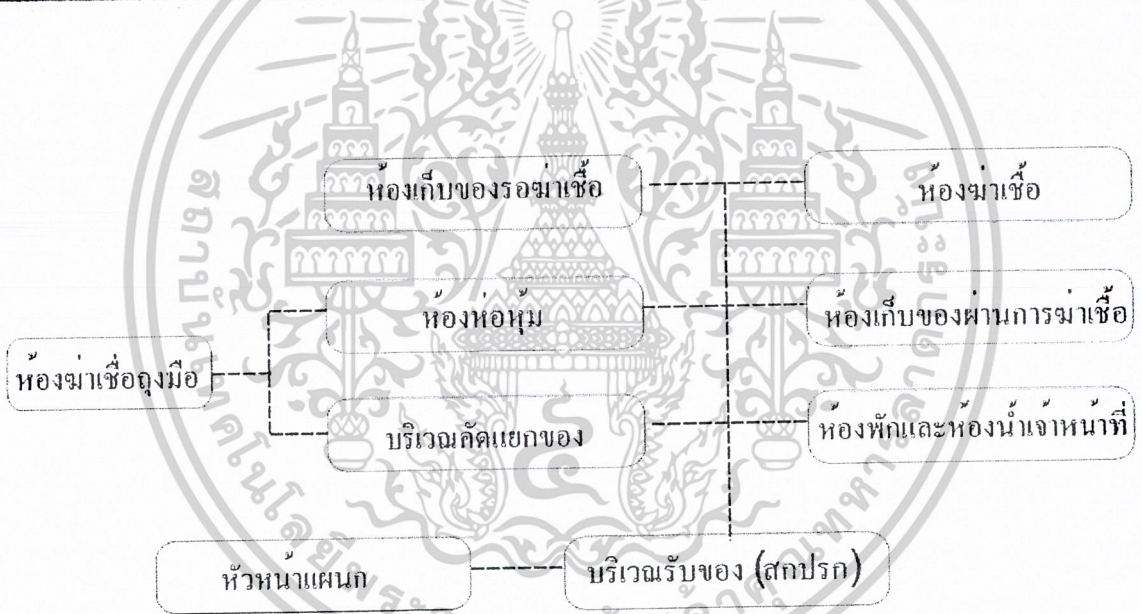 ห้องเก็บของรอฆ่าเชื้อ
ห้องฆ่าเชื้อ
ห้องห่อหุ้ม
ห้องเก็บของผ่านการฆ่าเชื้อ
ห้องฆ่าเชื้อถุงมือ
บริเวณคัดแยกของ
ห้องพักและห้องน้ำเจ้าหน้าที่
หัวหน้าแผนก
บริเวณรับของ (สกปรก)